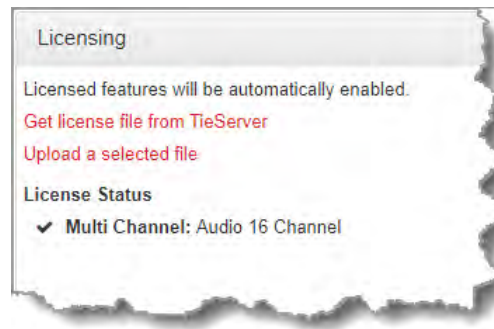 Licensing
Licensed features will be automatically enabled.
Get license file from TieServer
Upload a selected file
License Status
✔ Multi Channel: Audio 16 Channel